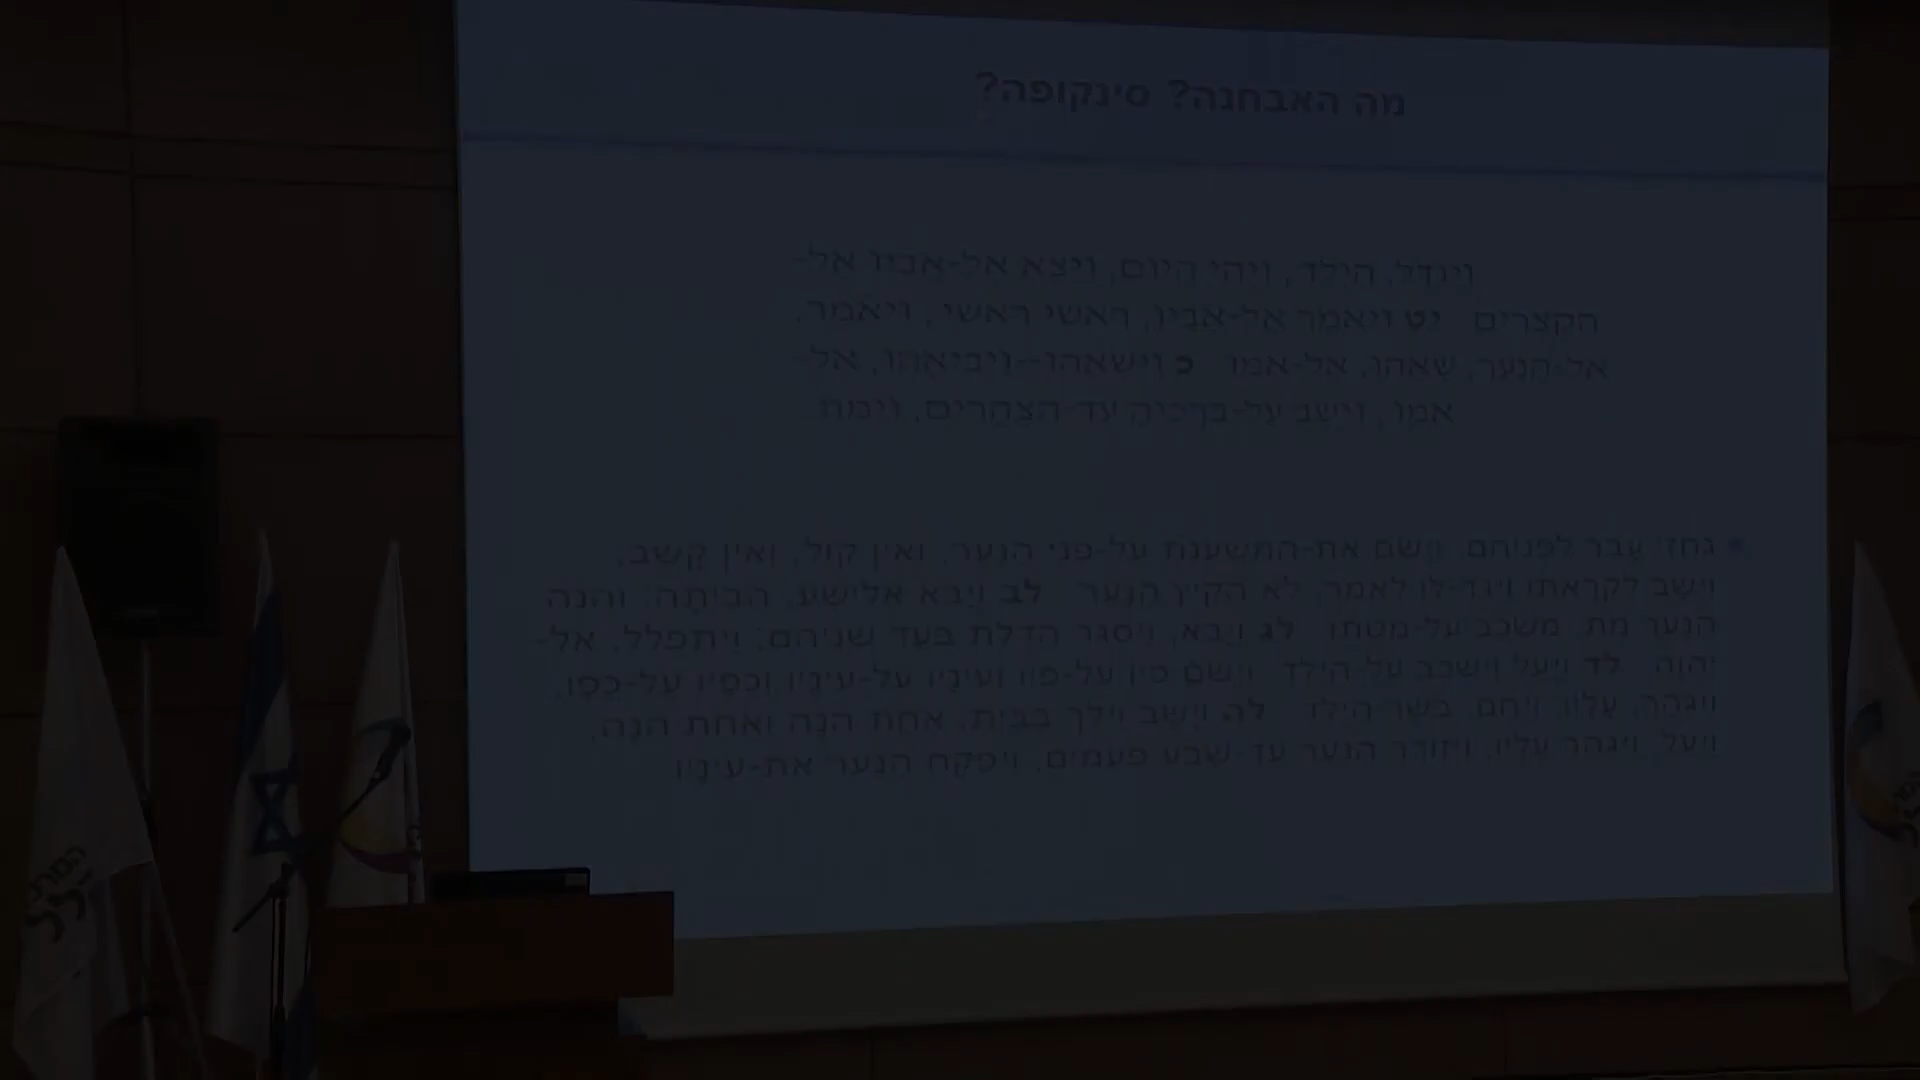 מה האבחנה? סינקופה?
ויגדל, הילד; ויהי היום, ויצא אל-אביו אל-
הקצרים יט ויאמר אל-אביו, ראשי ראשי; ויאמר,
אל-הנער, שאהו, אל-אמו כ וישאהו--ויביאהו, אל-
אמו; וישב על-ברכיה עד-הצהרים, וימת
גחזי עבר לפניהם, וישם את-המשענת על-פני הנער, ואין קול, ואין קשב;
וישב לקראתו ויגד-לו לאמר, לא הקיץ הנער לב ויבא אלישע, הביתה; והנה
הנער מת, משכב על-מטתו לג ויבא, ויסגר הדלת בעד שניהם; ויתפלל, אל-
יהוה לד ויעל וישכב על-הילד וישם פיו על-פיו ועיניו על-עיניו וכפיו על-כפו,
ויגהר, עליו; ויחם, בשר הילד לה וישב וילך בבית, אחת הנה ואחת הנה,
ויעל, ויגהר עליו; ויזורר הנער עד-שבע פעמים, ויפקח הנער את-עיניו